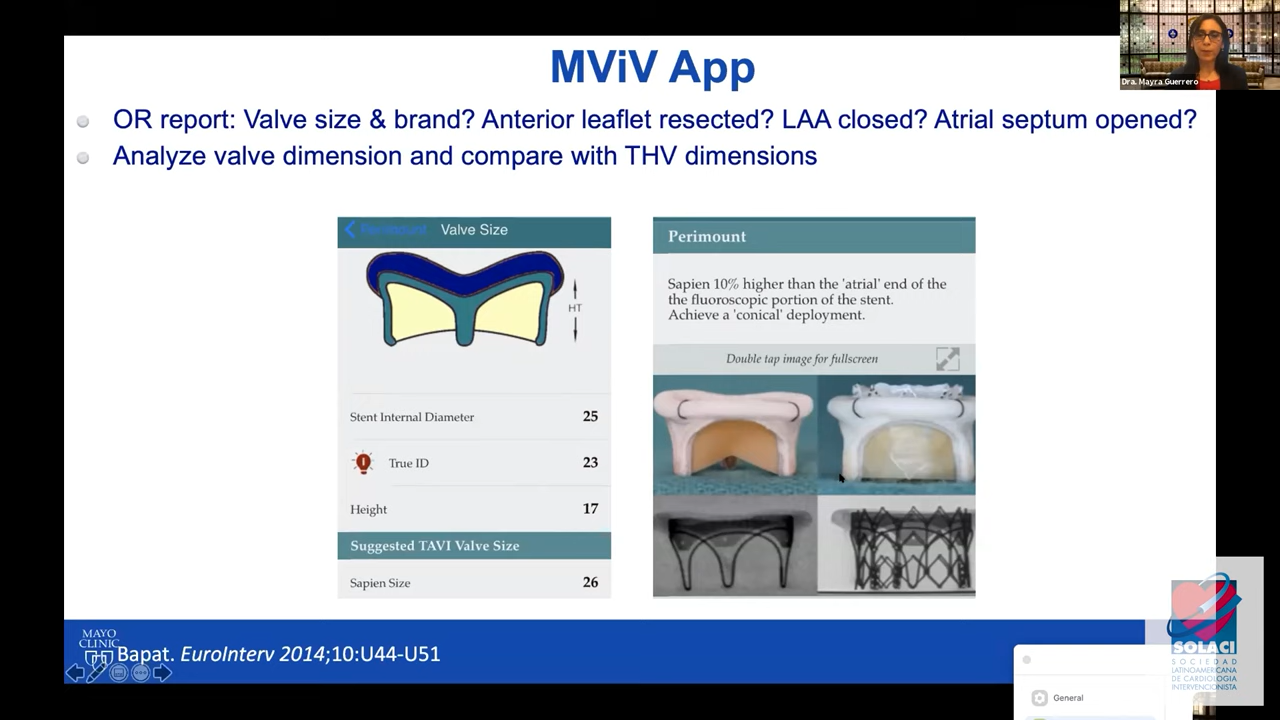 MViV App
Dra. Mayra Guerrero
OR report: Valve size & brand? Anterior leaflet resected? LAA closed? Atrial septum opened?
Analyze valve dimension and compare with THV dimensions
Perimount Valve Size
HT
Stent Internal Diameter 25
True ID 23
Height 17
Suggested TAVI Valve Size
Sapien Size 26
Perimount
Sapien 10% higher than the 'atrial' end of the
the fluoroscopic portion of the stent.
Achieve a 'conical' deployment.
Double tap image for fullscreen
MAYO
CLINIC
Bapat. EuroInterv 2014;10:U44-U51
SOLACI
SOCIEDAD
LATINOAMERICANA
DE CARDIOLOGIA
INTERVENCIONISTA
General